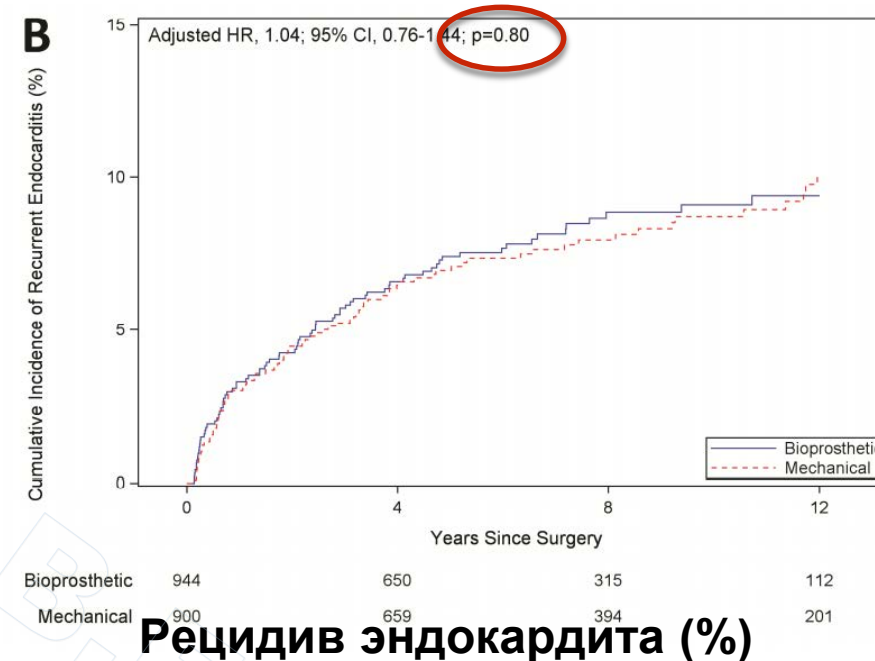 B
Adjusted HR, 1.04; 95% CI, 0.76-1.44; p=0.80
Cumulative Incidence of Recurrent Endocarditis (%)
15
10
5
0
Bioprosthetic
Mechanical
0 4 8 12
Years Since Surgery
Bioprosthetic 944 650 315 112
Mechanical 900 659 394 201
Рецидив эндокардита (%)